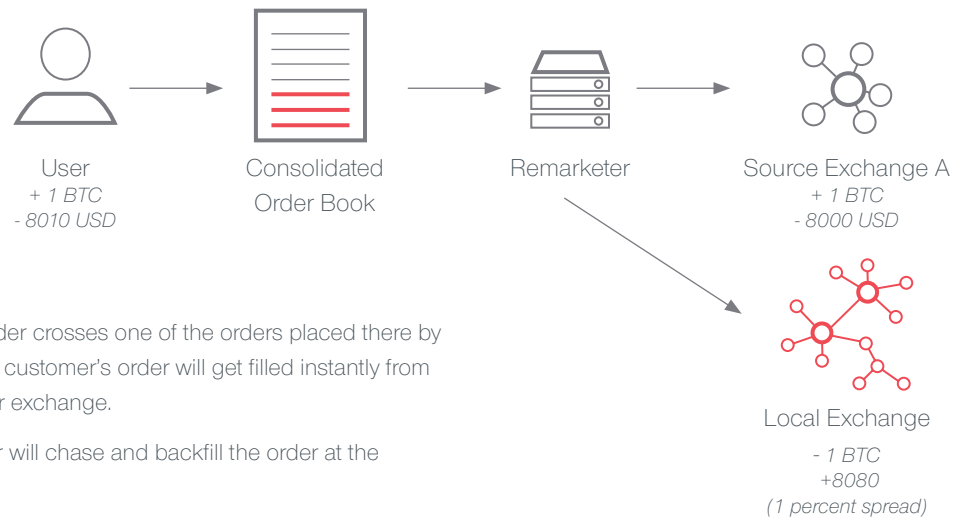 User
+ 1 BTC
- 8010 USD
Consolidated
Order Book
Remarketer
Source Exchange A
+ 1 BTC
- 8000 USD
crosses one of the orders placed there by
customer's order will get filled instantly from
exchange.
will chase and backfill the order at the
Local Exchange
- 1 BTC
+8080
(1 percent spread)